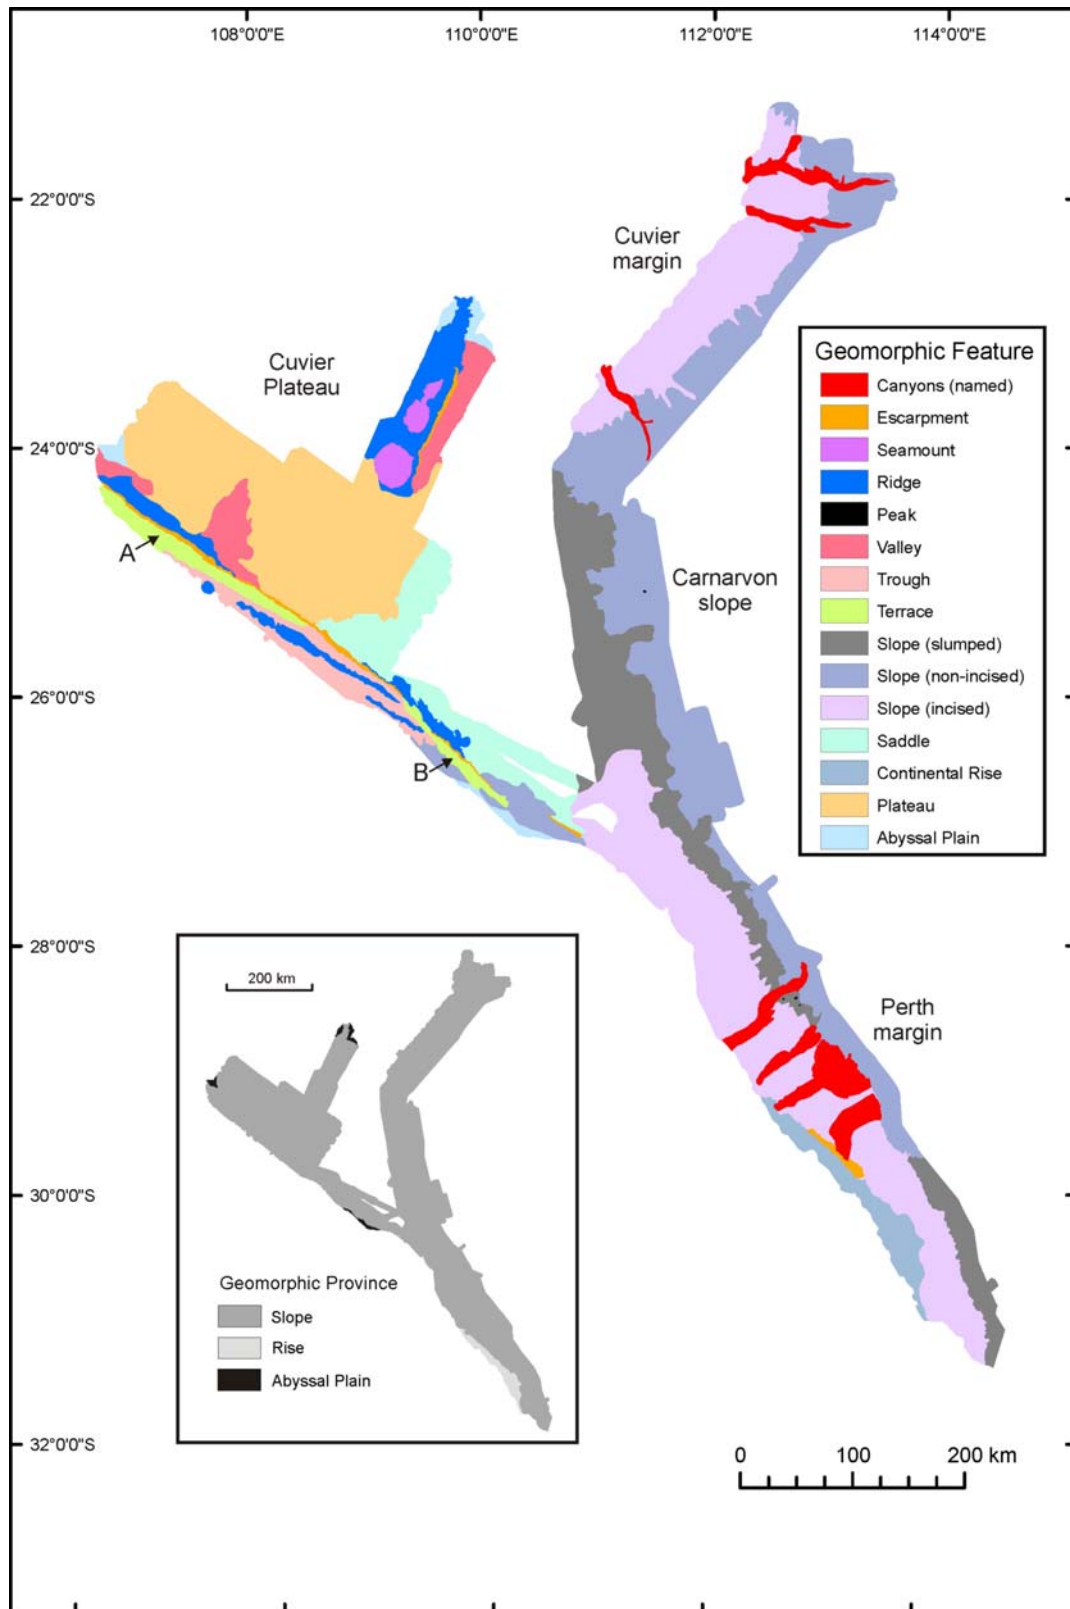 108°0'0"E
110°0'0"E
112°0'0"E
114°0'0"E
22°0'0"S
24°0'0"S
26°0'0"S
28°0'0"S
30°0'0"S
32°0'0"S
Cuvier
margin
Cuvier
Plateau
A
B
Carnarvon
slope
Perth
margin
Geomorphic Feature
Canyons (named)
Escarpment
Seamount
Ridge
Peak
Valley
Trough
Terrace
Slope (slumped)
Slope (non-incised)
Slope (incised)
Saddle
Continental Rise
Plateau
Abyssal Plain
200 km
Geomorphic Province
Slope
Rise
Abyssal Plain
0 100 200 km